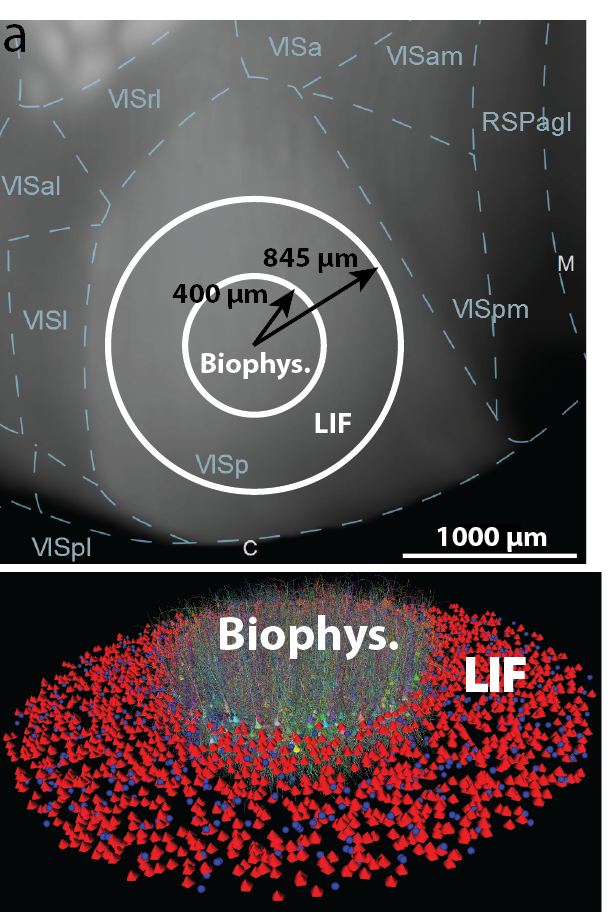 a
VISa
VISam
VISrl
RSPagl
VISal
845 µm
M
400 µm
VISl
VISpm
Biophys.
LIF
VISp
1000 µm
VISpl
C
Biophys.
LIF